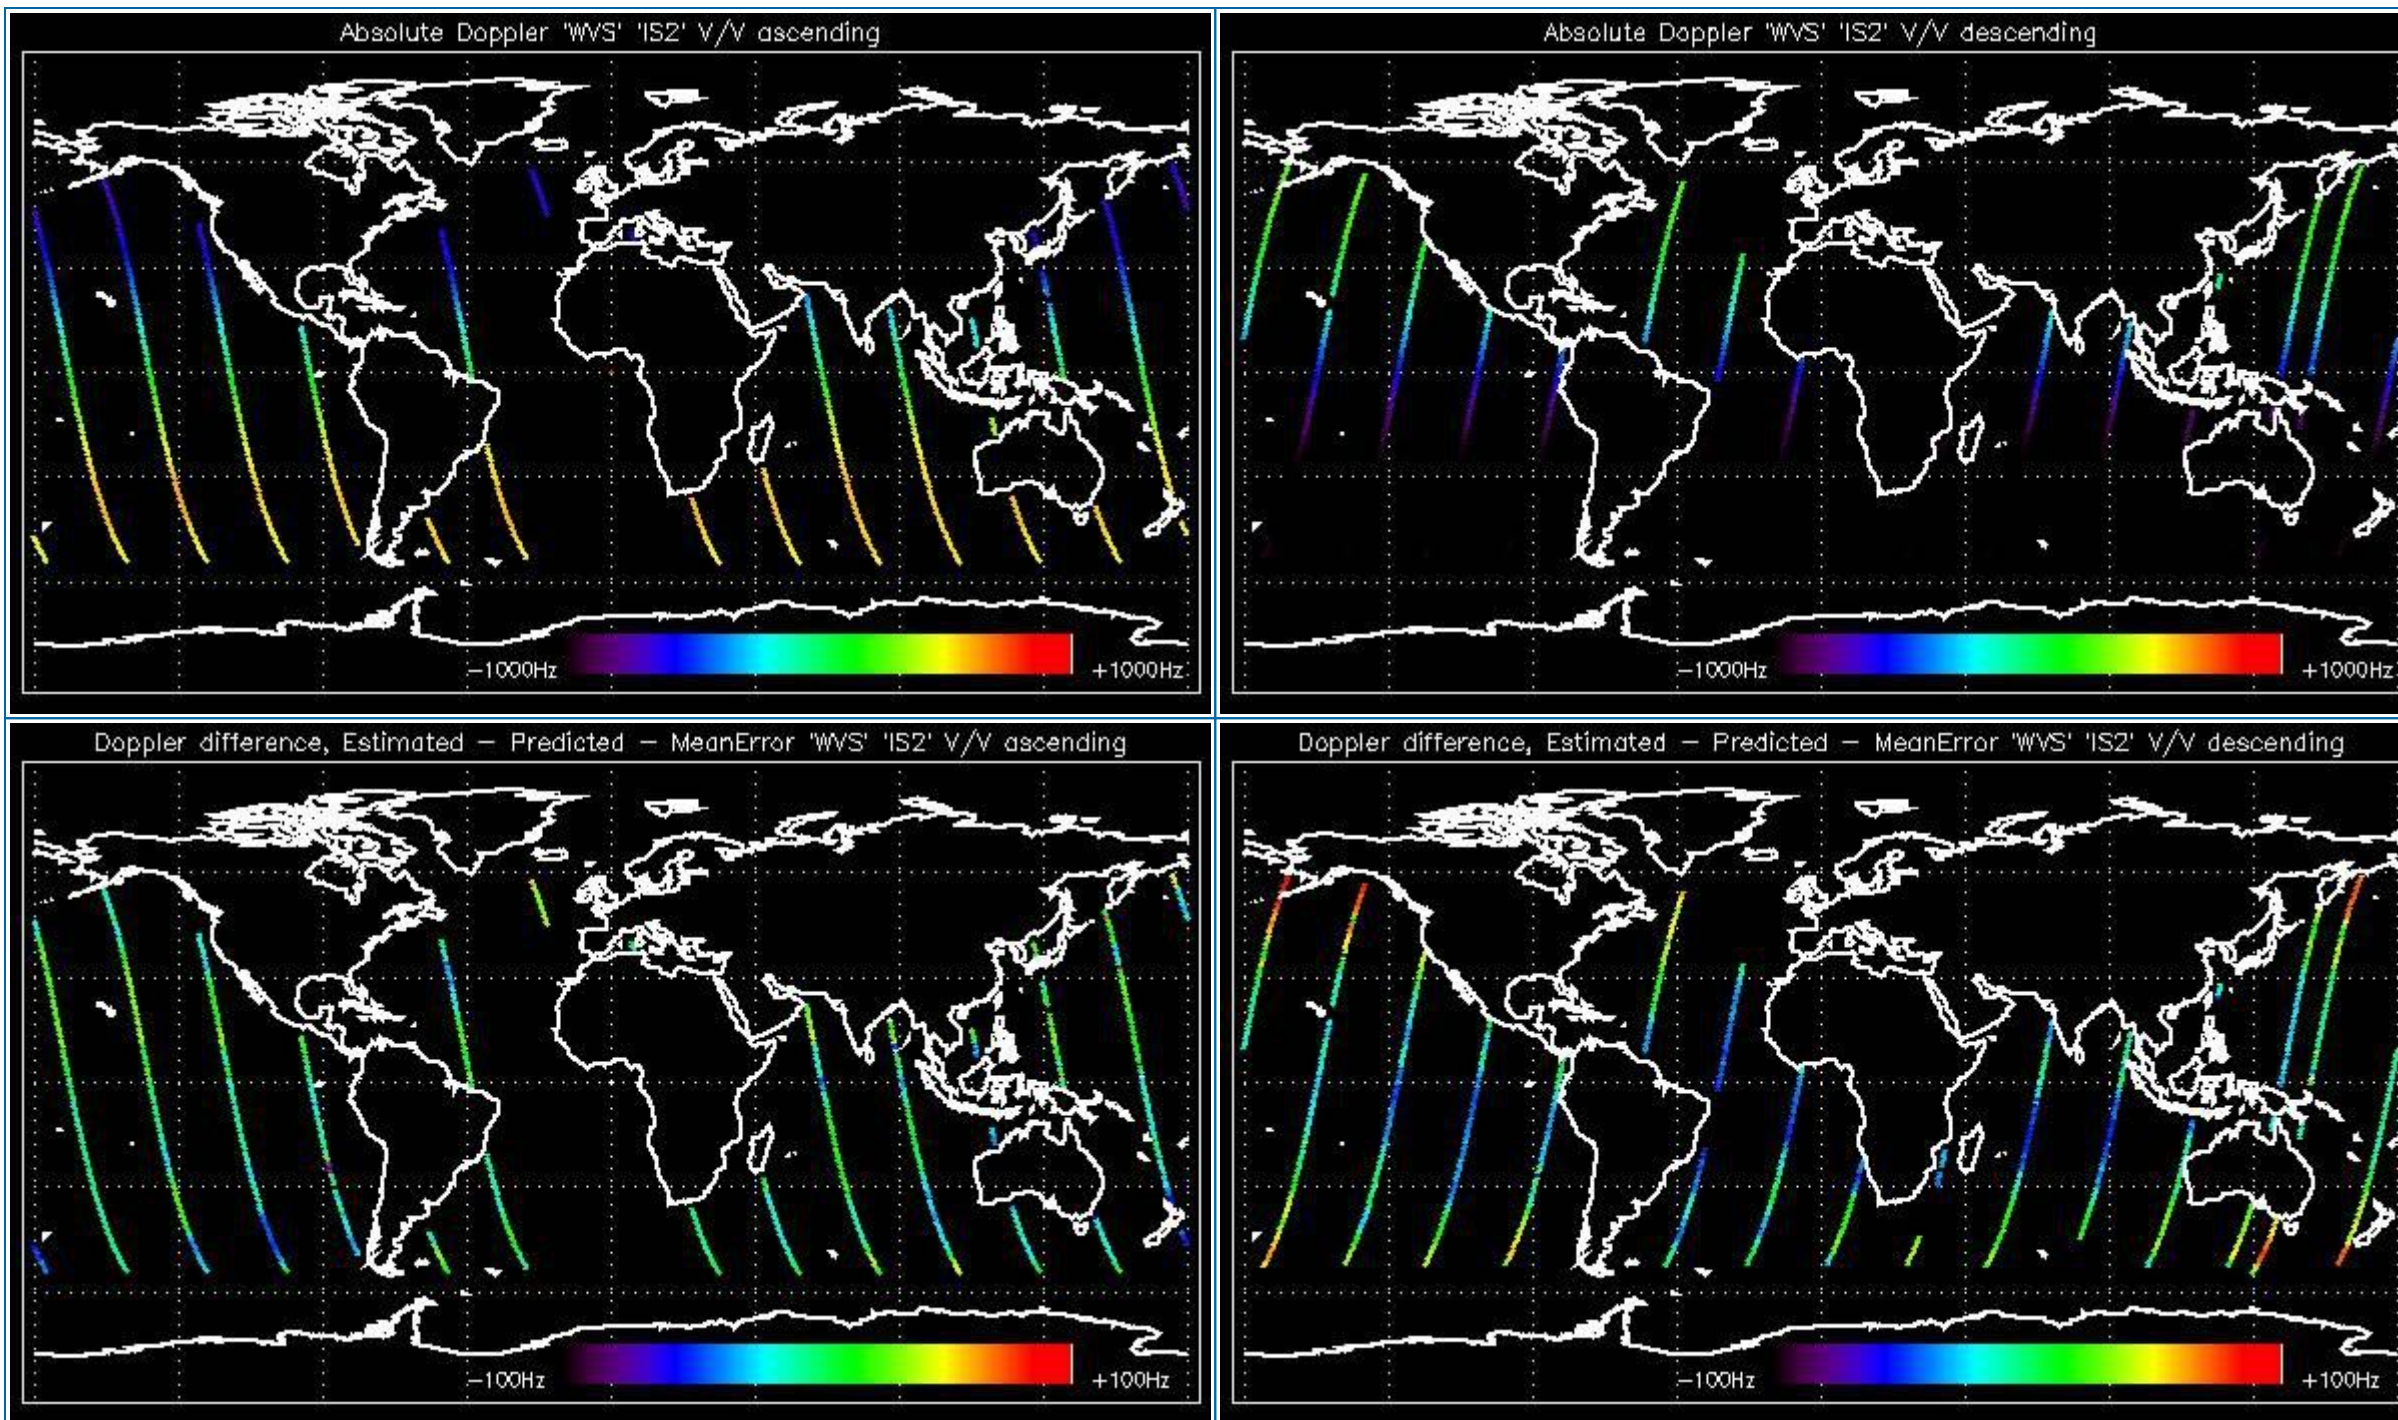 Absolute Doppler 'WVS' 'IS2' V/V ascending
-1000Hz +1000Hz
Absolute Doppler 'WVS' 'IS2' V/V descending
-1000Hz +1000Hz
Doppler difference, Estimated - Predicted - MeanError 'WVS' 'IS2' V/V ascending
-100Hz +100Hz
Doppler difference, Estimated - Predicted - MeanError 'WVS' 'IS2' V/V descending
-100Hz +100Hz